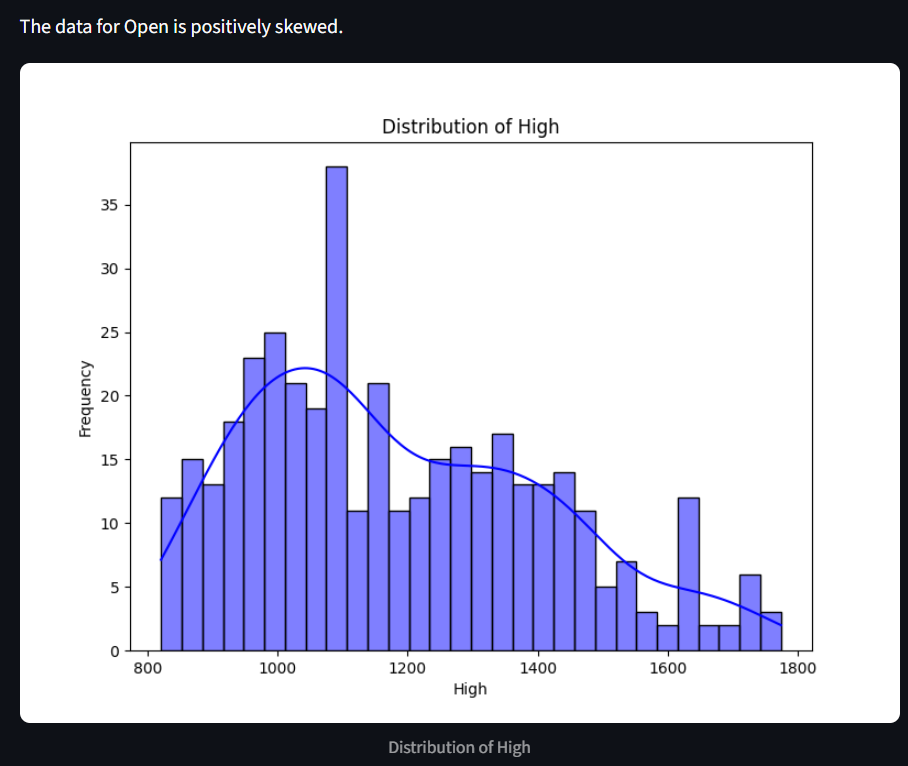 The data for Open is positively skewed.
Distribution of High
35
30
25
20
15
10
5
0
Frequency
800 1000 1200 1400 1600 1800
High
Distribution of High